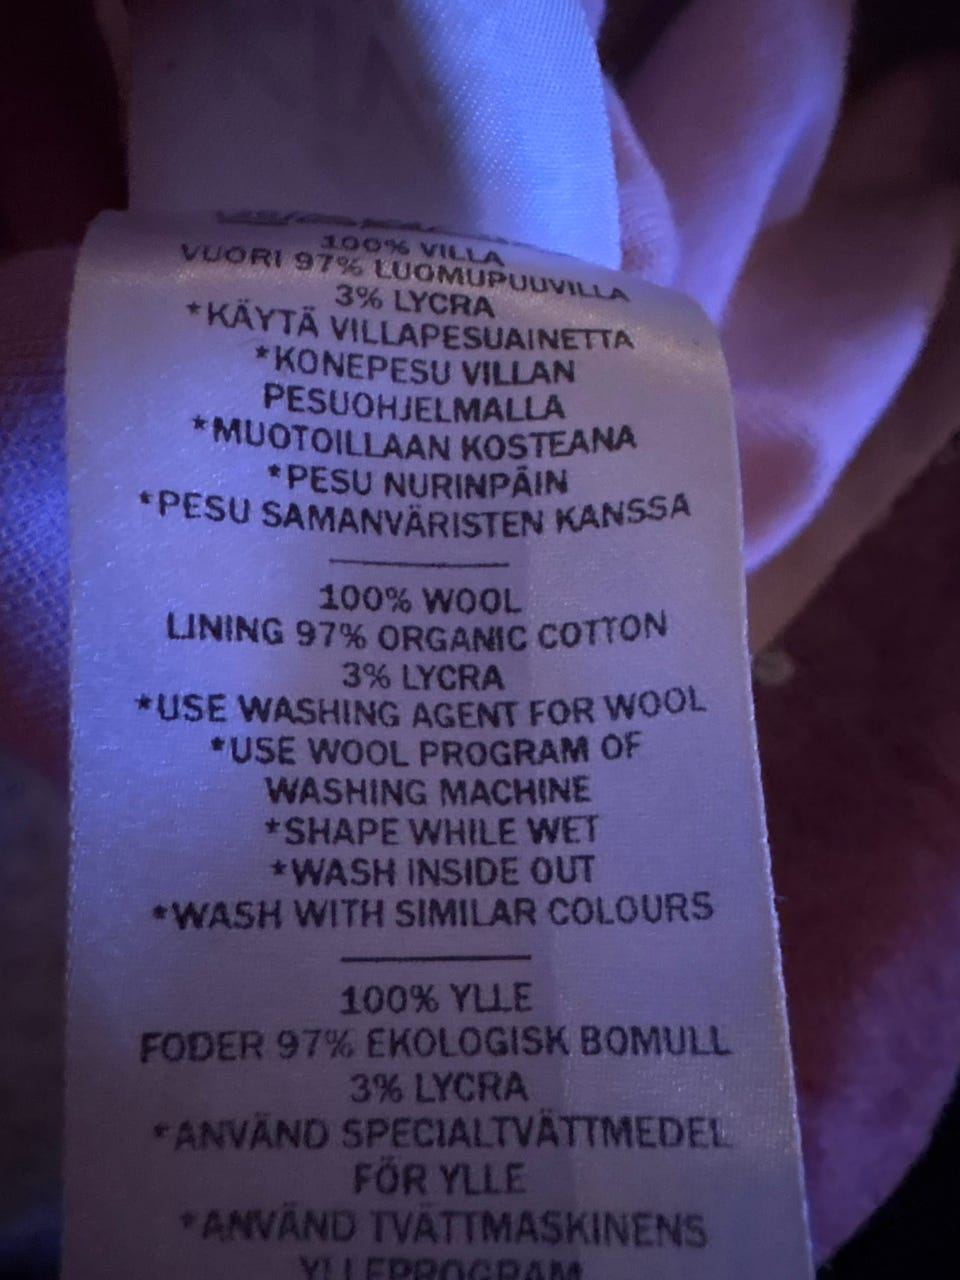 100% VILLA
VUORI 97% LUOMUPUUVILLA
3% LYCRA
*KÄYTÄ VILLAPESUAINETTA
*KONEPESU VILLAN
PESUOHJELMALLA
*MUOTOILLAAN KOSTEANA
*PESU NURINPÄIN
*PESU SAMANVÄRISTEN KANSSA
100% WOOL
LINING 97% ORGANIC COTTON
3% LYCRA
*USE WASHING AGENT FOR WOOL
*USE WOOL PROGRAM OF
WASHING MACHINE
*SHAPE WHILE WET
*WASH INSIDE OUT
*WASH WITH SIMILAR COLOURS
100% YLLE
FODER 97% EKOLOGISK BOMULL
3% LYCRA
*ANVÄND SPECIALTVÄTTMEDEL
FÖR YLLE
*ANVÄND TVÄTTMASKINENS
YLLEPROGRAM